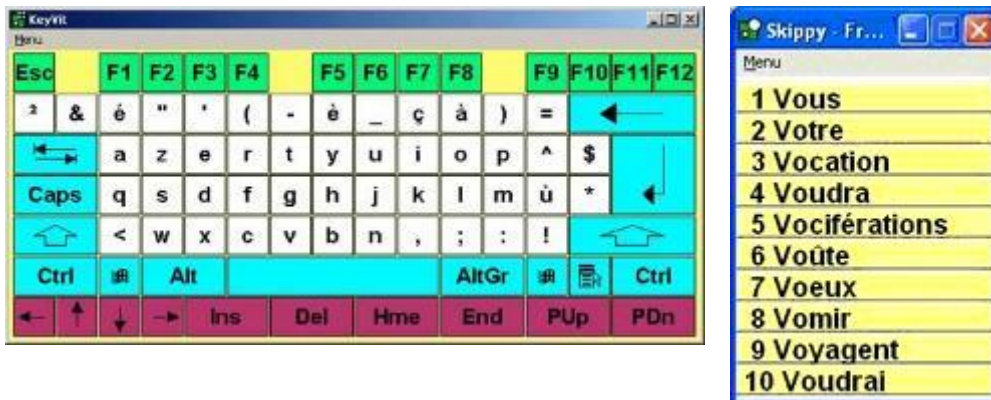 KeyVit
Menu
Esc F1 F2 F3 F4 F5 F6 F7 F8 F9 F10 F11 F12
² & é " ' ( - è _ ç à ) =
a z e r t y u i o p ^ $
Caps q s d f g h j k l m ù *
< w x c v b n , ; : !
Ctrl Alt AltGr Ctrl
Ins Del Hme End PUp PDn
Skippy - Fr...
Menu
1 Vous
2 Votre
3 Vocation
4 Voudra
5 Vociférations
6 Voûte
7 Voeux
8 Vomir
9 Voyagent
10 Voudrai